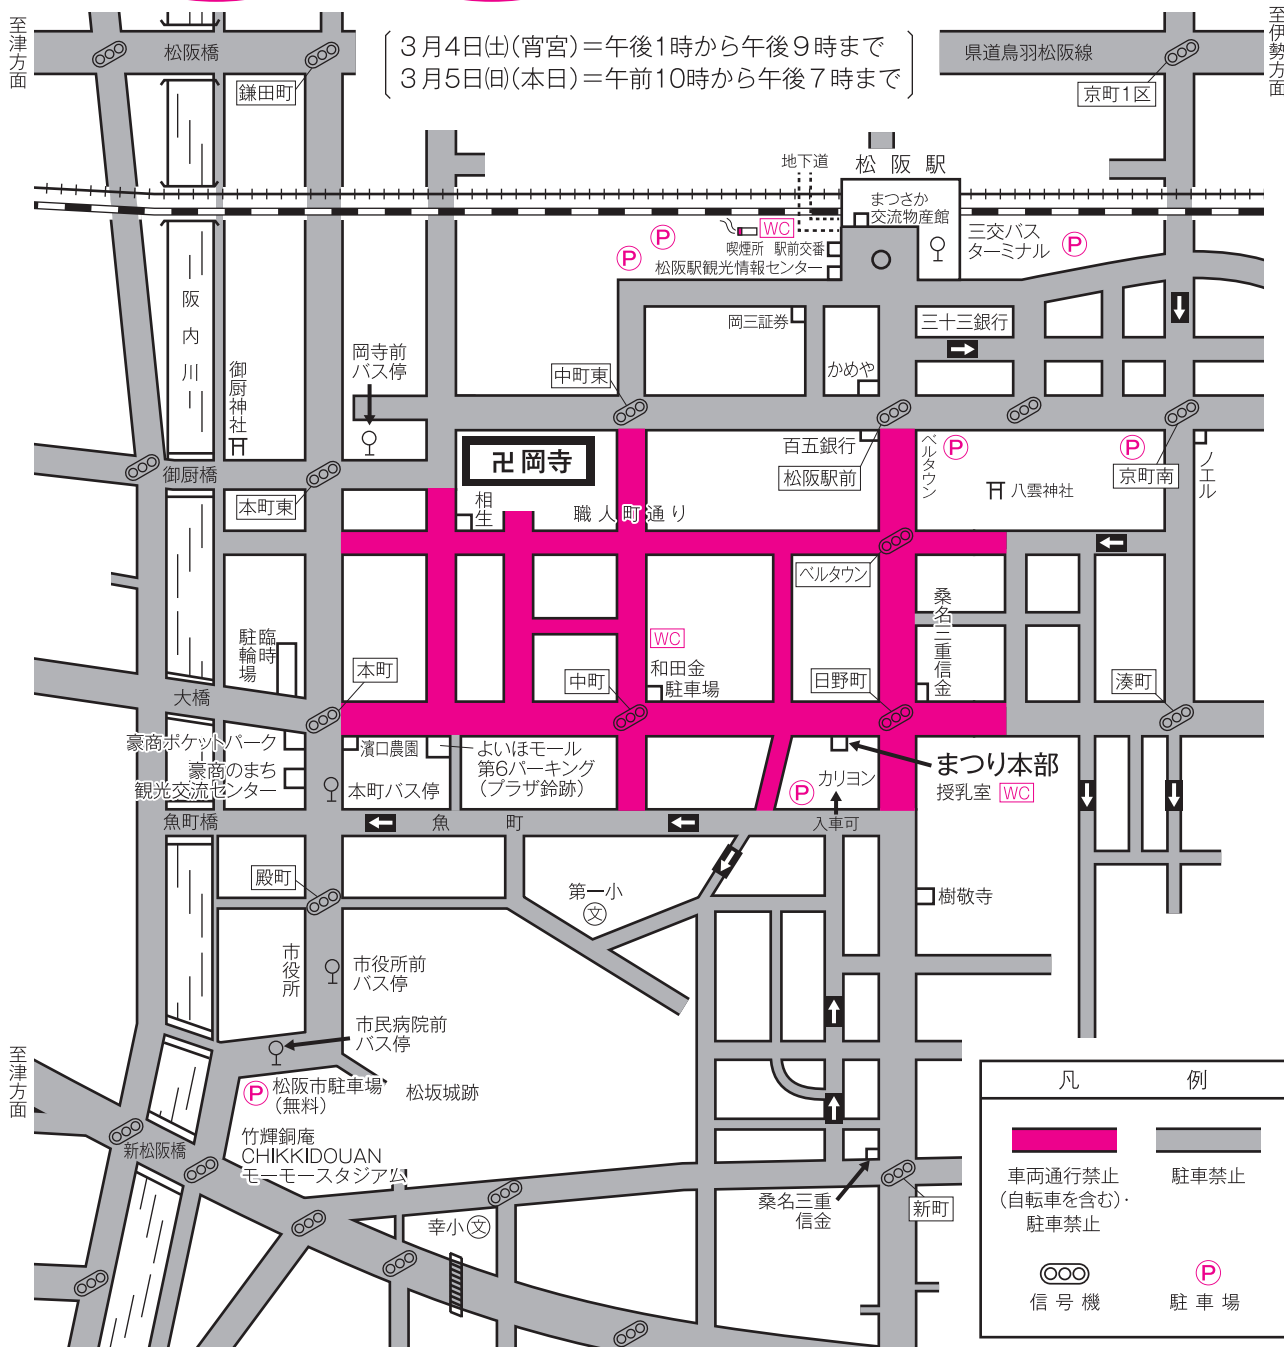 至津方面
松阪橋
鎌田町
3月4日(土)(宵宮)=午後1時から午後9時まで
3月5日(日)(本日)=午前10時から午後7時まで
県道鳥羽松阪線
京町1区
至伊勢方面
地下道
松阪駅
まつさか
交流物産館
WC
喫煙所
駅前交番
松阪駅観光情報センター
三交バス
ターミナル
P
P
P
阪内川
御厨神社
岡寺前
バス停
中町東
岡三証券
三十三銀行
かめや
卍岡寺
百五銀行
松阪駅前
ベルタウン
P
P
京町南
ノエル
八雲神社
御厨橋
本町東
相生
職人町通り
ベルタウン
桑名三重信金
臨時
駐輪場
本町
WC
和田金
駐車場
中町
日野町
湊町
大橋
豪商ポケットパーク
豪商のまち
観光交流センター
濱口農園
よいほモール
第6パーキング
(プラザ鈴跡)
本町バス停
カリヨン
P
まつり本部
授乳室
WC
魚町橋
魚町
入車可
殿町
第一小
文
樹敬寺
市役所
市役所前
バス停
市民病院前
バス停
至津方面
P
松阪市駐車場
(無料)
松坂城跡
新松阪橋
竹輝銅庵
CHIKKIDOUAN
モーモースタジアム
幸小
文
桑名三重
信金
新町
凡例
車両通行禁止
(自転車を含む)・
駐車禁止
駐車禁止
信号機
P
駐車場